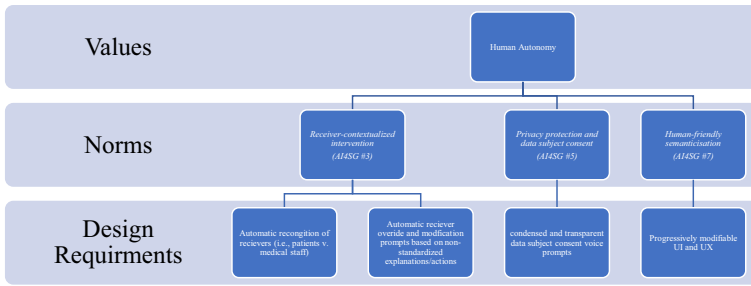 Values
Human Autonomy
Norms
Receiver-contextualized
intervention
(AI4SG #3)
Privacy protection and
data subject consent
(AI4SG #5)
Human-friendly
semanticisation
(AI4SG #7)
Design
Requirments
Automatic recongition of
recievers (i.e., patients v.
medical staff)
Automatic reciever
overide and modfication
prompts based on non-
standardized
explanations/actions
condensed and transparent
data subject consent voice
prompts
Progressively modifiable
UI and UX